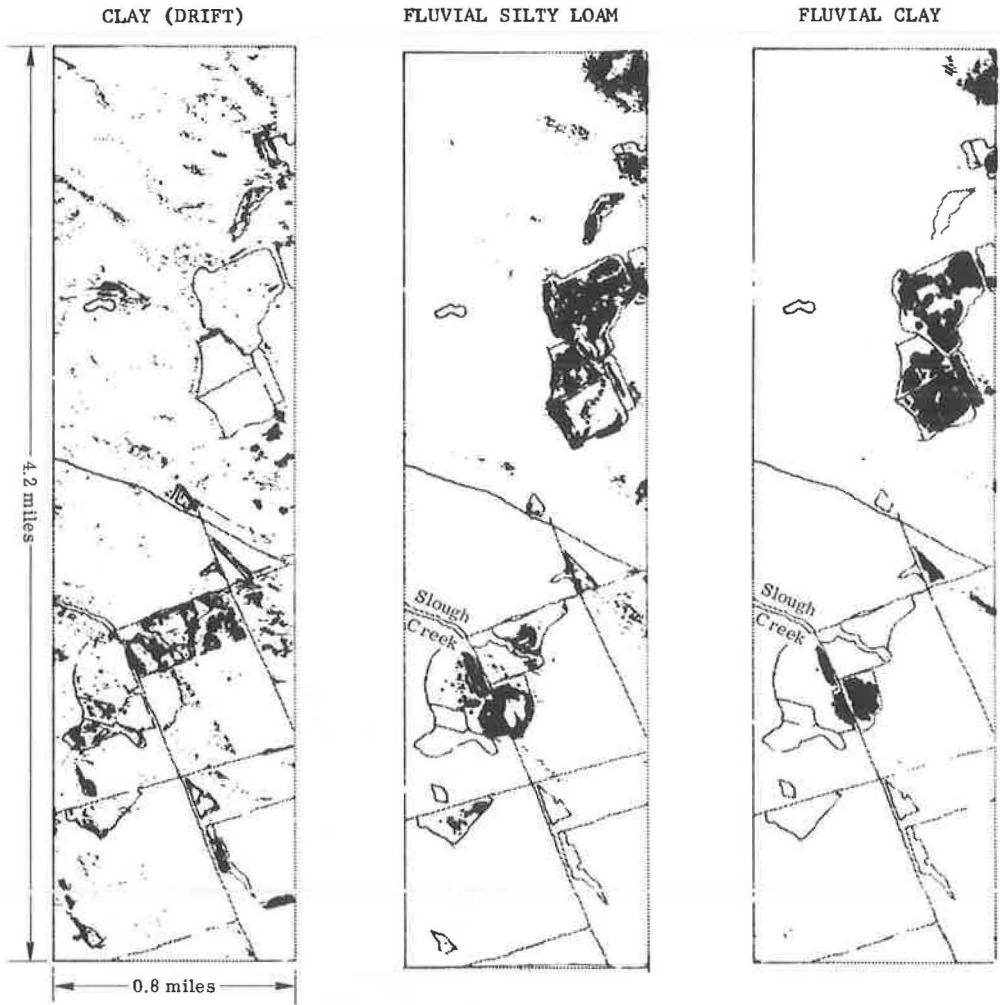 CLAY (DRIFT)
FLUVIAL SILTY LOAM
FLUVIAL CLAY
4.2 miles
Slough
Creek
Slough
Creek
0.8 miles